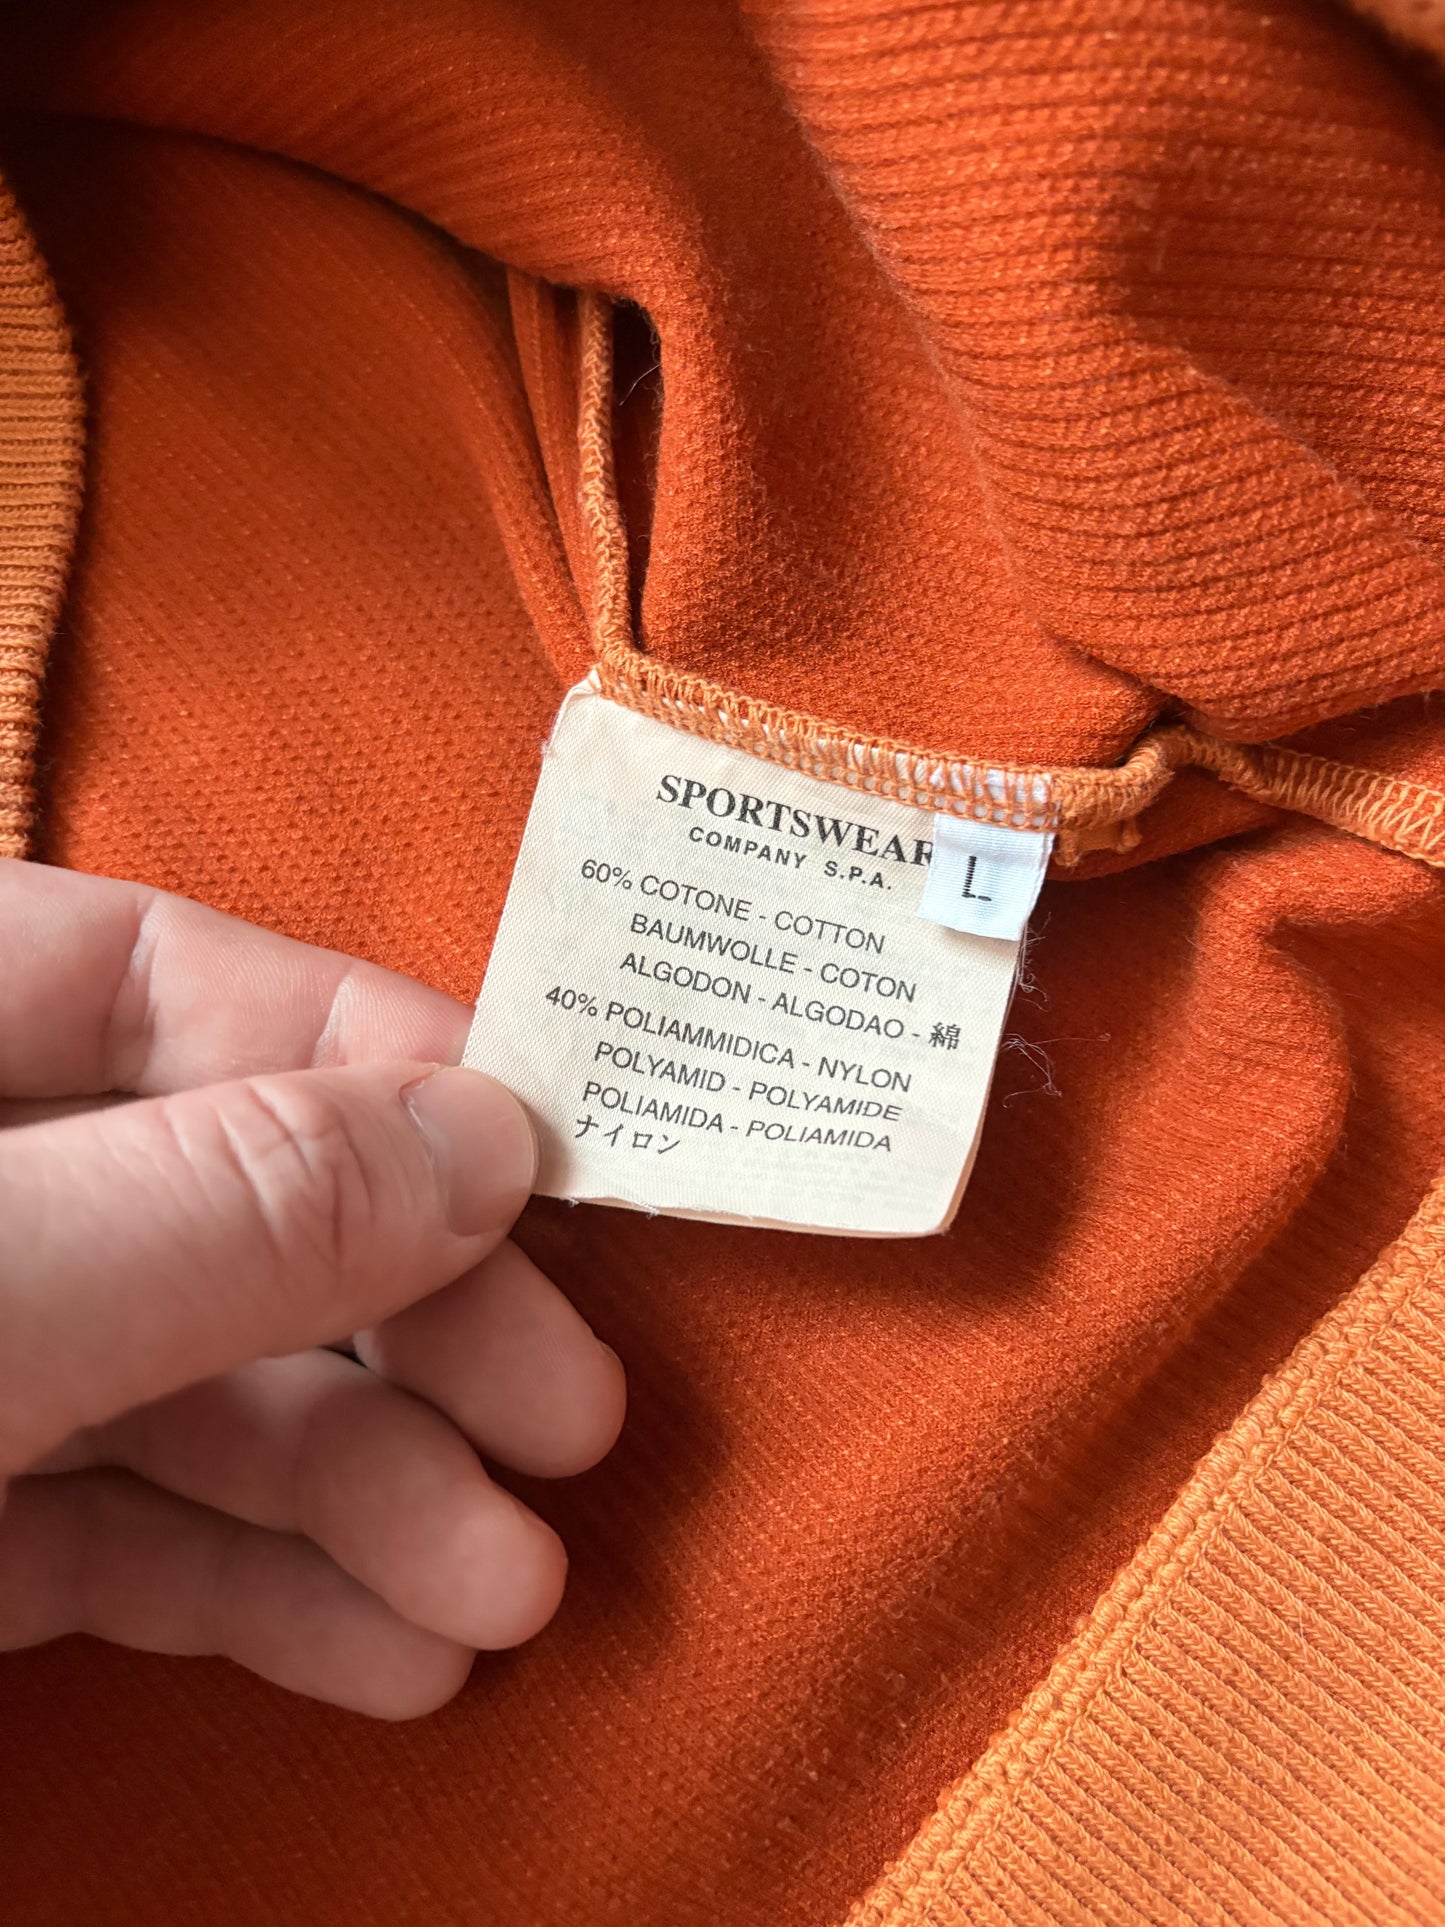 SPORTSWEAR
COMPANY S.P.A.
L
60% COTONE - COTTON
BAUMWOLLE - COTON
ALGODON - ALGODAO - 綿
40% POLIAMMIDICA - NYLON
POLYAMID - POLYAMIDE
POLIAMIDA - POLIAMIDA
ナイロン